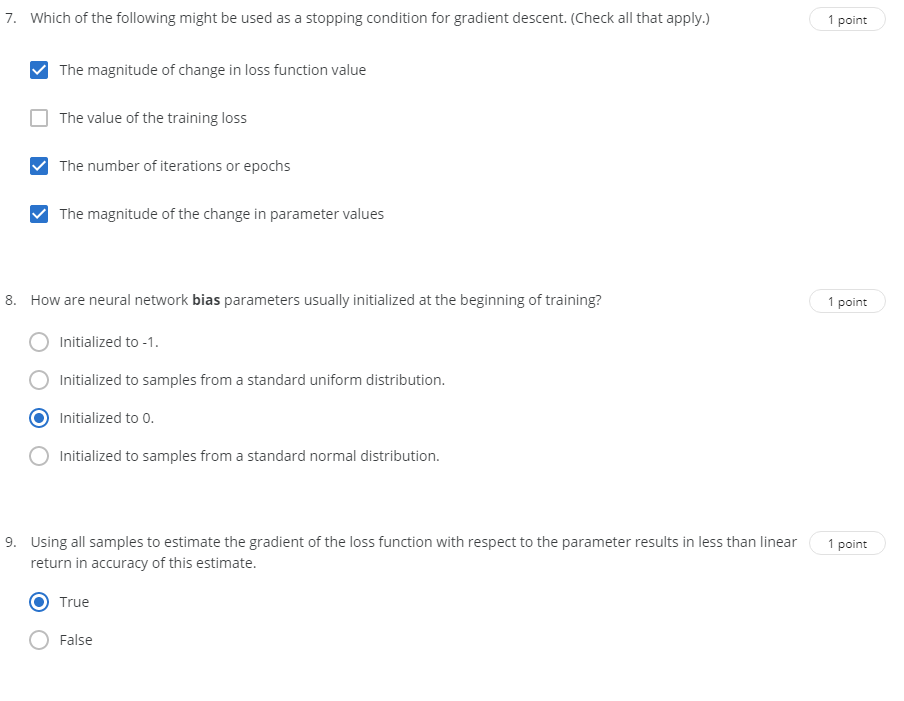 7. Which of the following might be used as a stopping condition for gradient descent. (Check all that apply.) 1 point
The magnitude of change in loss function value
The value of the training loss
The number of iterations or epochs
The magnitude of the change in parameter values
8. How are neural network bias parameters usually initialized at the beginning of training? 1 point
Initialized to -1.
Initialized to samples from a standard uniform distribution.
Initialized to 0.
Initialized to samples from a standard normal distribution.
9. Using all samples to estimate the gradient of the loss function with respect to the parameter results in less than linear 1 point
return in accuracy of this estimate.
True
False